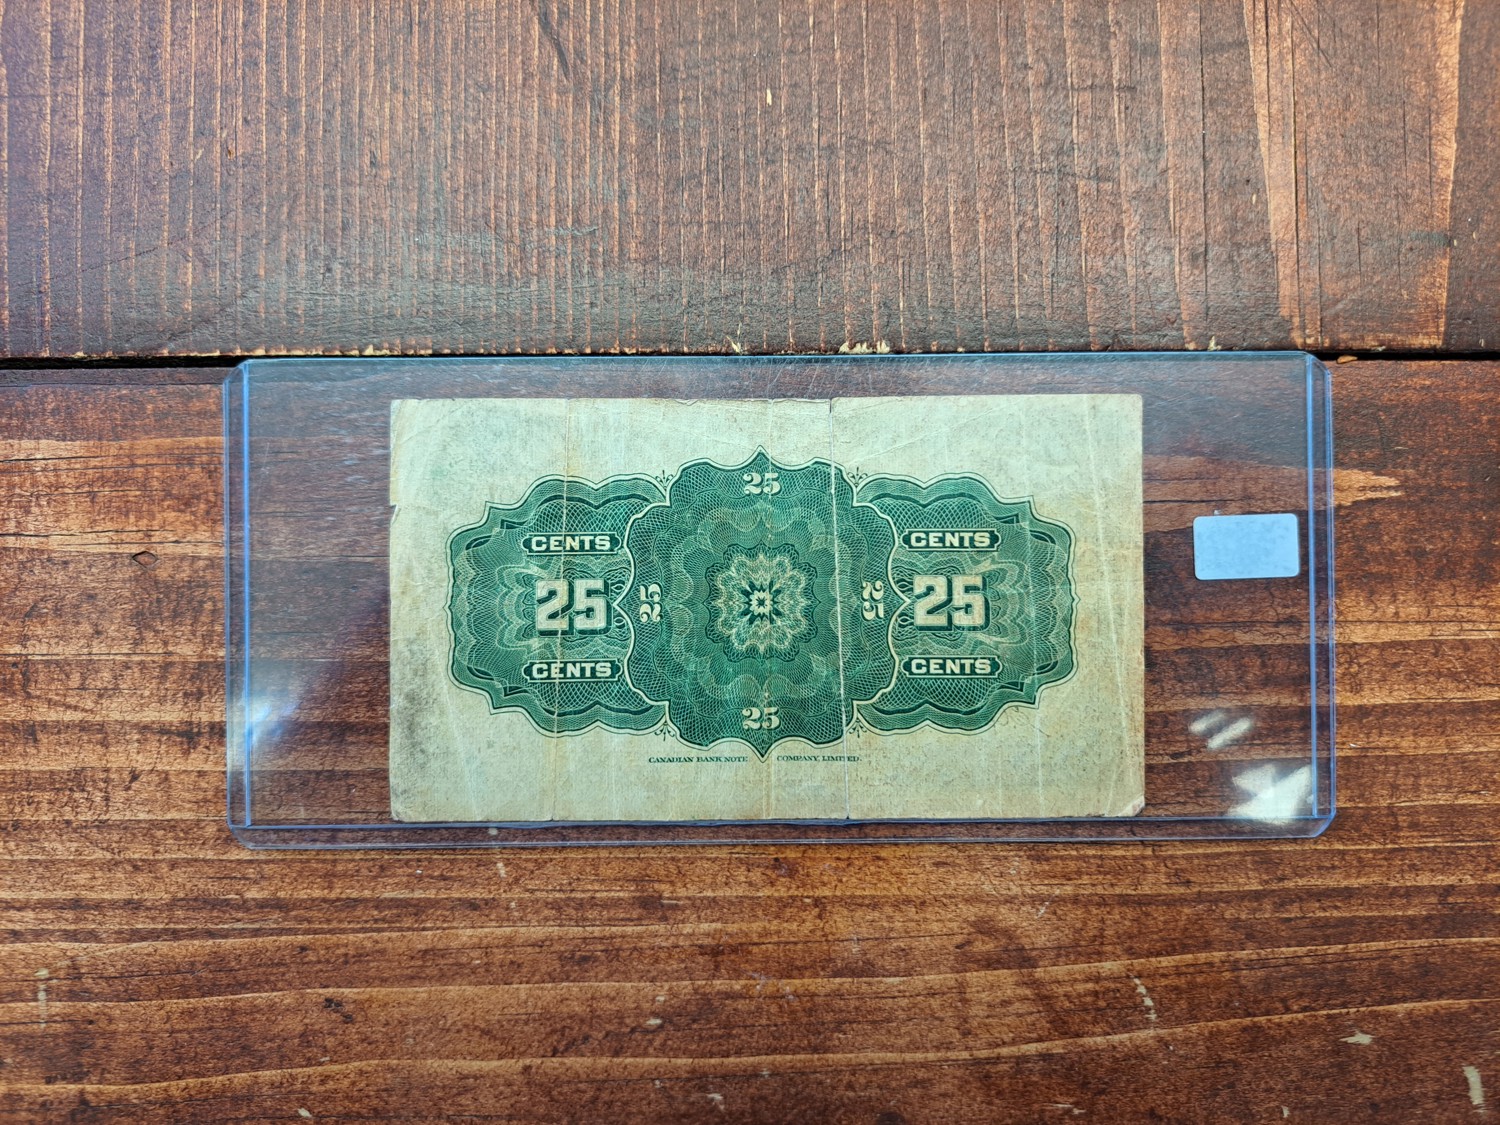 25
CENTS CENTS
25 25 25 25
CENTS CENTS
25
CANADIAN BANK NOTE COMPANY, LIMITED.